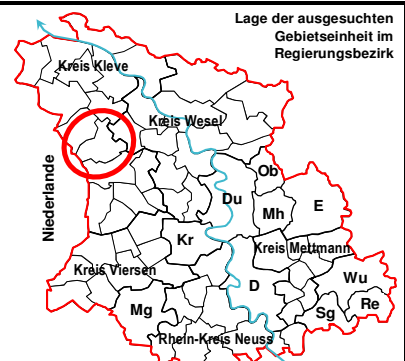 Lage der ausgesuchten
Gebietseinheit im
Regierungsbezirk
Kreis Kleve
Kreis Wesel
Niederlande
Ob
Du
Mh
E
Kr
Kreis Mettmann
Kreis Viersen
D
Wu
Mg
Sg
Re
Rhein-Kreis Neuss